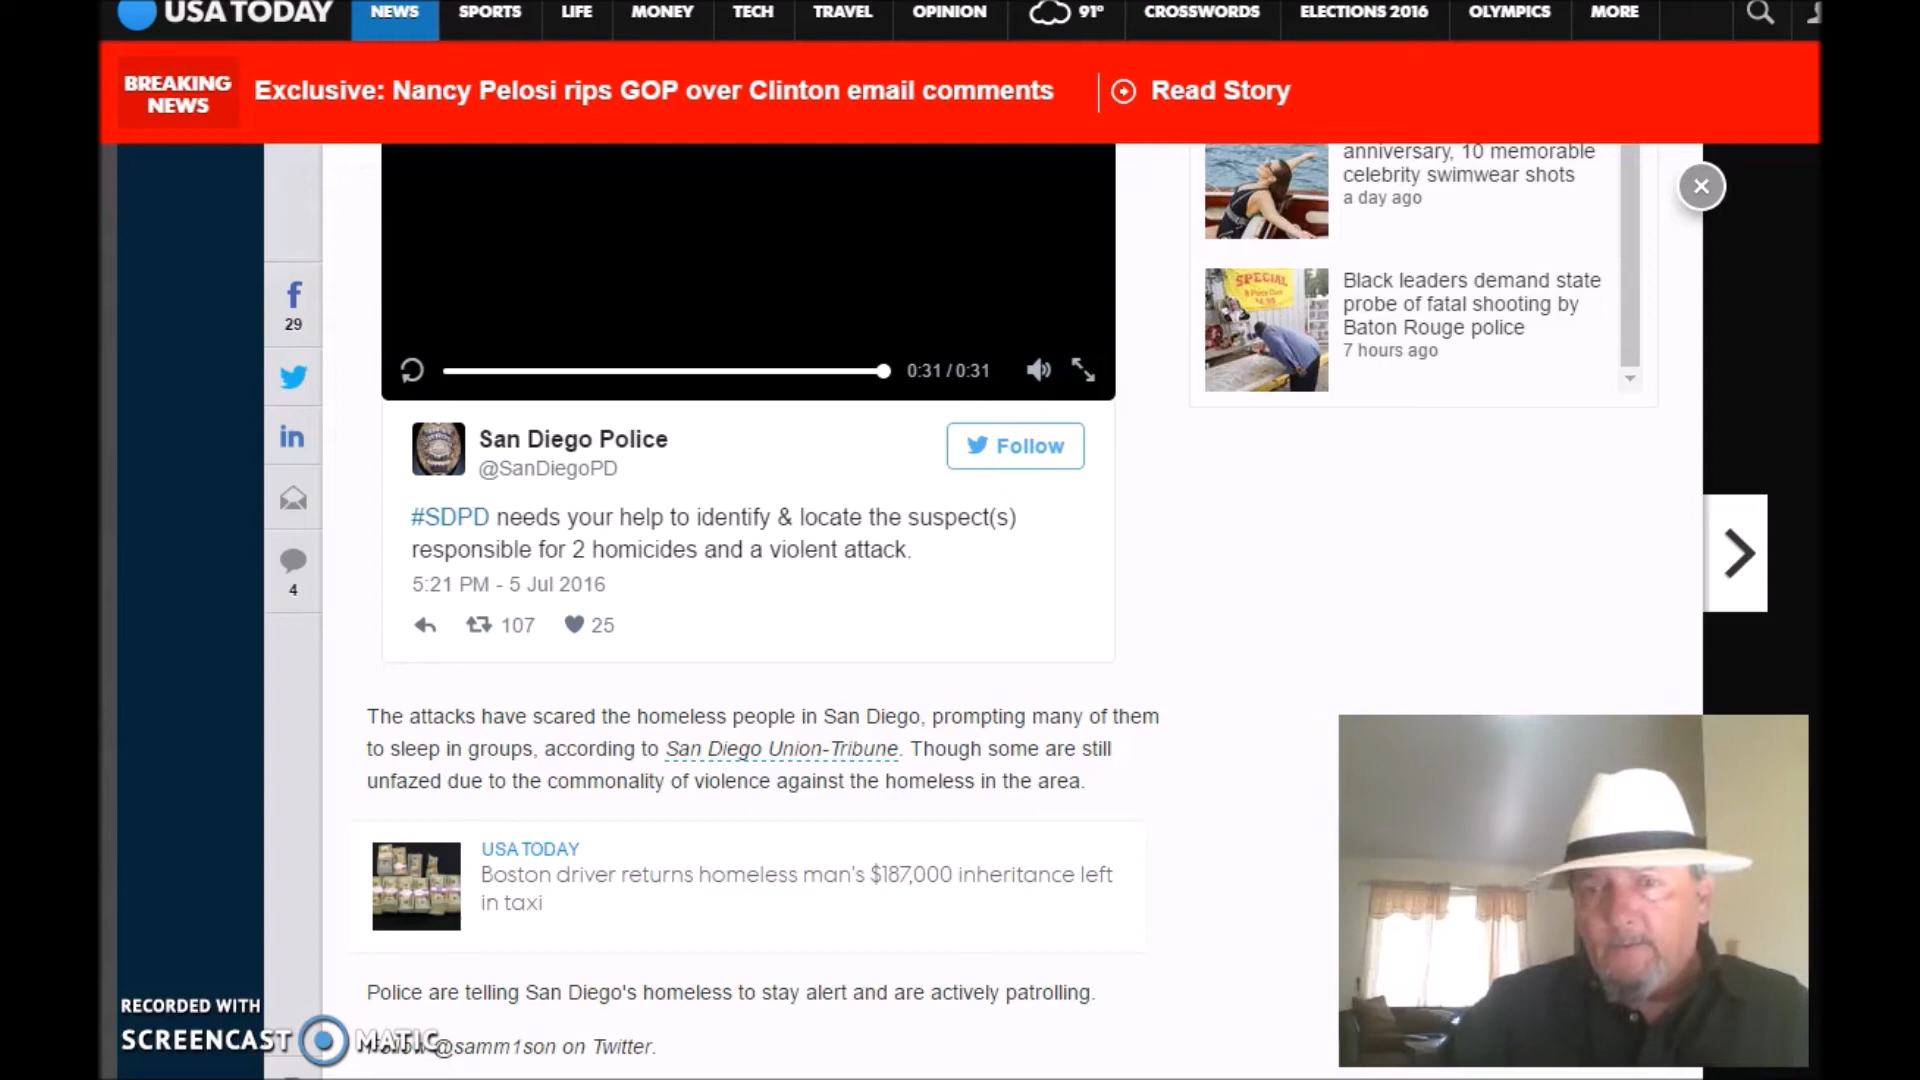 USA TODAY
NEWS
SPORTS
LIFE
MONEY
TECH
TRAVEL
OPINION
91°
CROSSWORDS
ELECTIONS 2016
OLYMPICS
MORE
BREAKING
NEWS
Exclusive: Nancy Pelosi rips GOP over Clinton email comments
Read Story
anniversary, 10 memorable
celebrity swimwear shots
a day ago
SPECIAL
Black leaders demand state
probe of fatal shooting by
Baton Rouge police
7 hours ago
f
29
in
4
0:31 / 0:31
San Diego Police
@SanDiegoPD
Follow
#SDPD needs your help to identify & locate the suspect(s)
responsible for 2 homicides and a violent attack.
5:21 PM - 5 Jul 2016
107
25
The attacks have scared the homeless people in San Diego, prompting many of them
to sleep in groups, according to San Diego Union-Tribune. Though some are still
unfazed due to the commonality of violence against the homeless in the area.
USA TODAY
Boston driver returns homeless man's $187,000 inheritance left
in taxi
Police are telling San Diego's homeless to stay alert and are actively patrolling.
@samm1son on Twitter.
RECORDED WITH
SCREENCAST MATIC